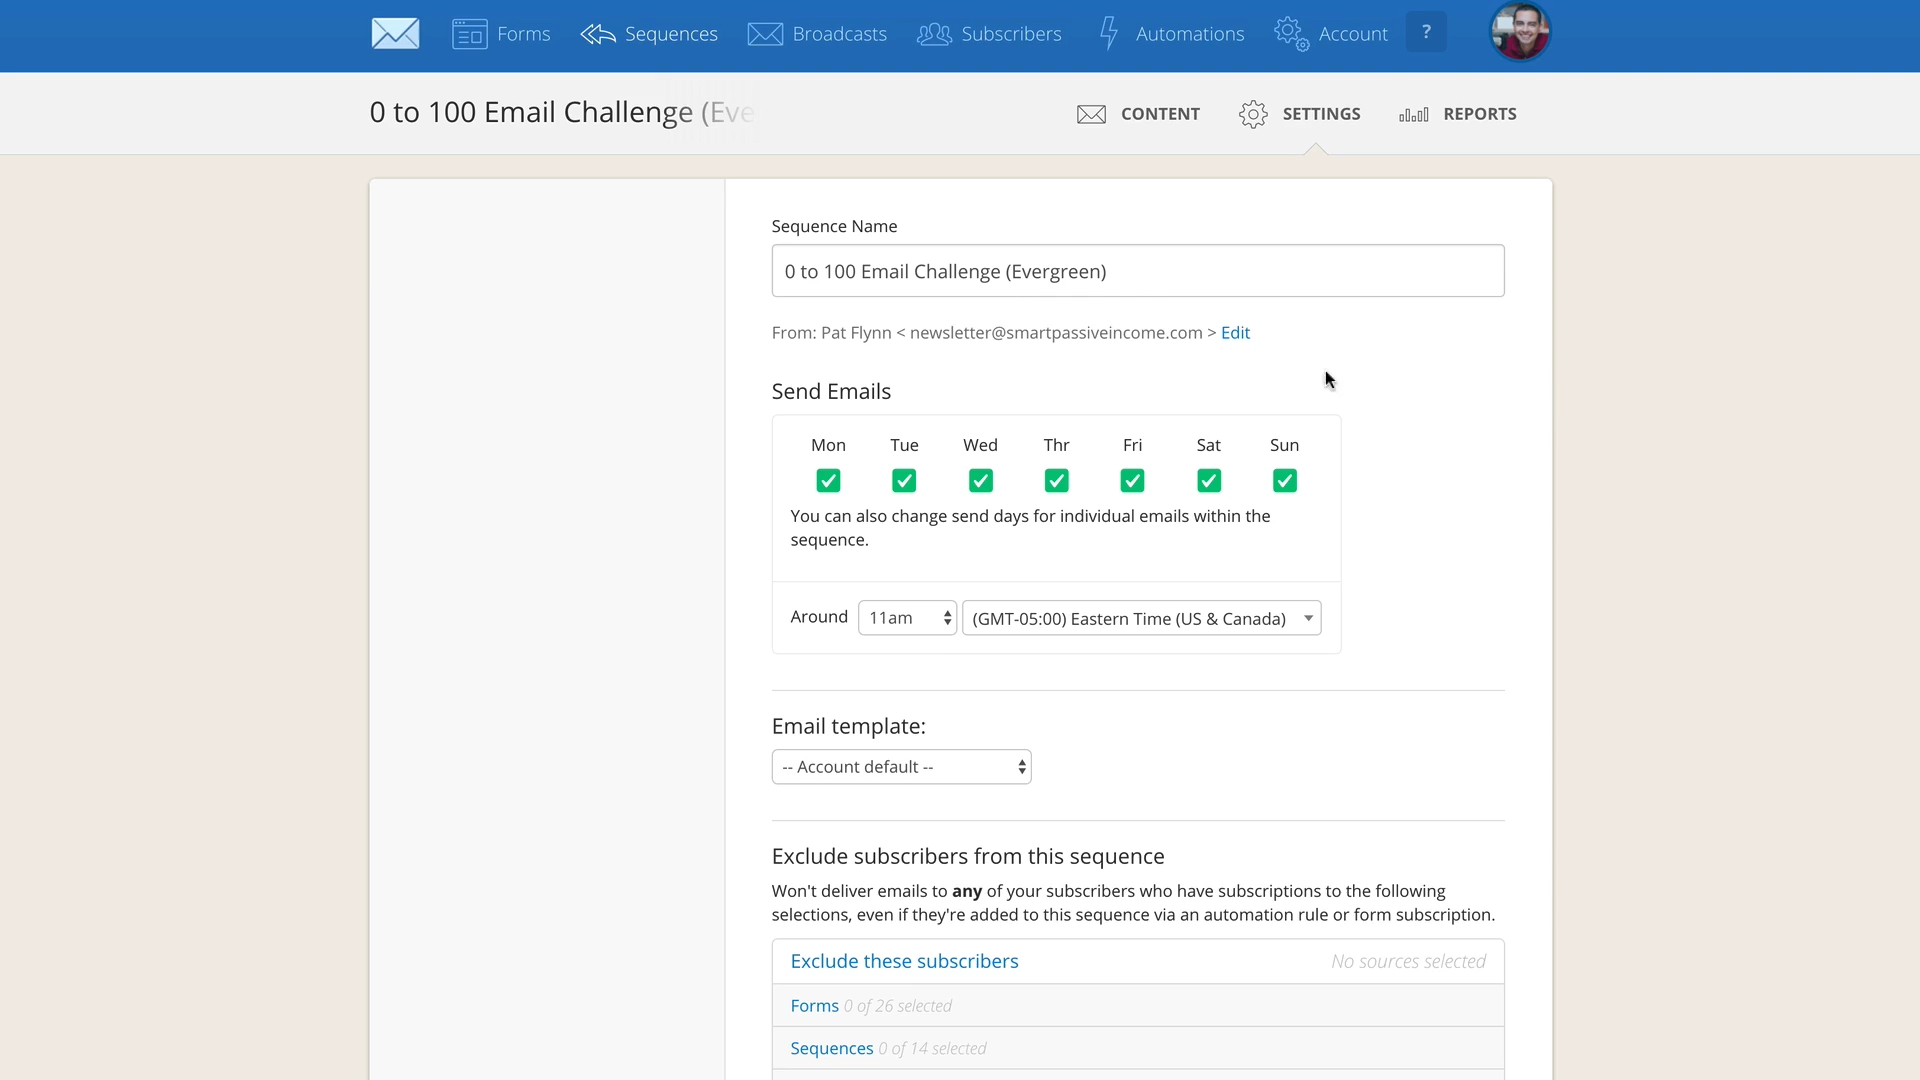 Forms Sequences Broadcasts Subscribers Automations Account ?
0 to 100 Email Challenge (Eve
CONTENT SETTINGS REPORTS
Sequence Name
0 to 100 Email Challenge (Evergreen)
From: Pat Flynn < newsletter@smartpassiveincome.com > Edit
Send Emails
Mon Tue Wed Thr Fri Sat Sun
You can also change send days for individual emails within the
sequence.
Around 11am (GMT-05:00) Eastern Time (US & Canada)
Email template:
-- Account default --
Exclude subscribers from this sequence
Won't deliver emails to any of your subscribers who have subscriptions to the following
selections, even if they're added to this sequence via an automation rule or form subscription.
Exclude these subscribers No sources selected
Forms 0 of 26 selected
Sequences 0 of 14 selected